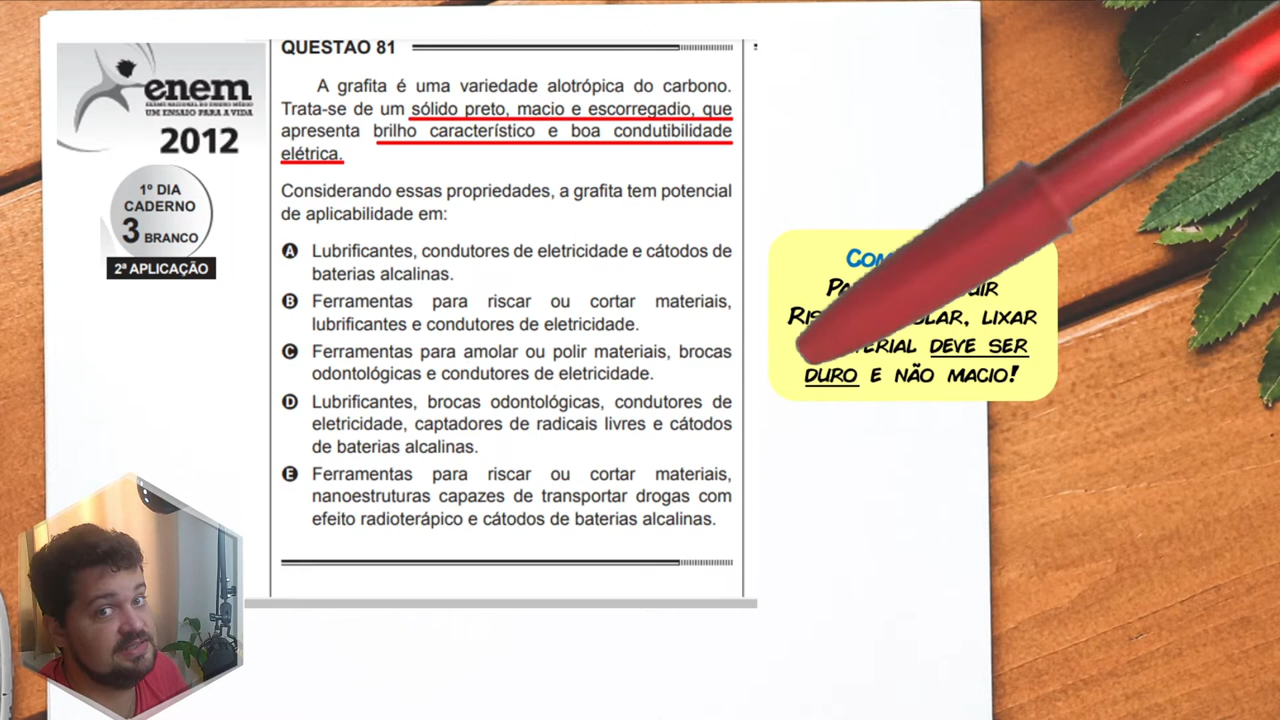 QUESTAO 81
enem
EXAME NACIONAL DO ENSINO MÉDIO
UM ENSAIO PARA A VIDA
2012
1º DIA
CADERNO
3 BRANCO
2ª APLICAÇÃO
A grafita é uma variedade alotrópica do carbono.
Trata-se de um sólido preto, macio e escorregadio, que
apresenta brilho característico e boa condutibilidade
elétrica.
Considerando essas propriedades, a grafita tem potencial
de aplicabilidade em:
A Lubrificantes, condutores de eletricidade e cátodos de
baterias alcalinas.
B Ferramentas para riscar ou cortar materiais,
lubrificantes e condutores de eletricidade.
C Ferramentas para amolar ou polir materiais, brocas
odontológicas e condutores de eletricidade.
D Lubrificantes, brocas odontológicas, condutores de
eletricidade, captadores de radicais livres e cátodos
de baterias alcalinas.
E Ferramentas para riscar ou cortar materiais,
nanoestruturas capazes de transportar drogas com
efeito radioterápico e cátodos de baterias alcalinas.
LIXAR
DEVE SER
DURO E NÃO MACIO!